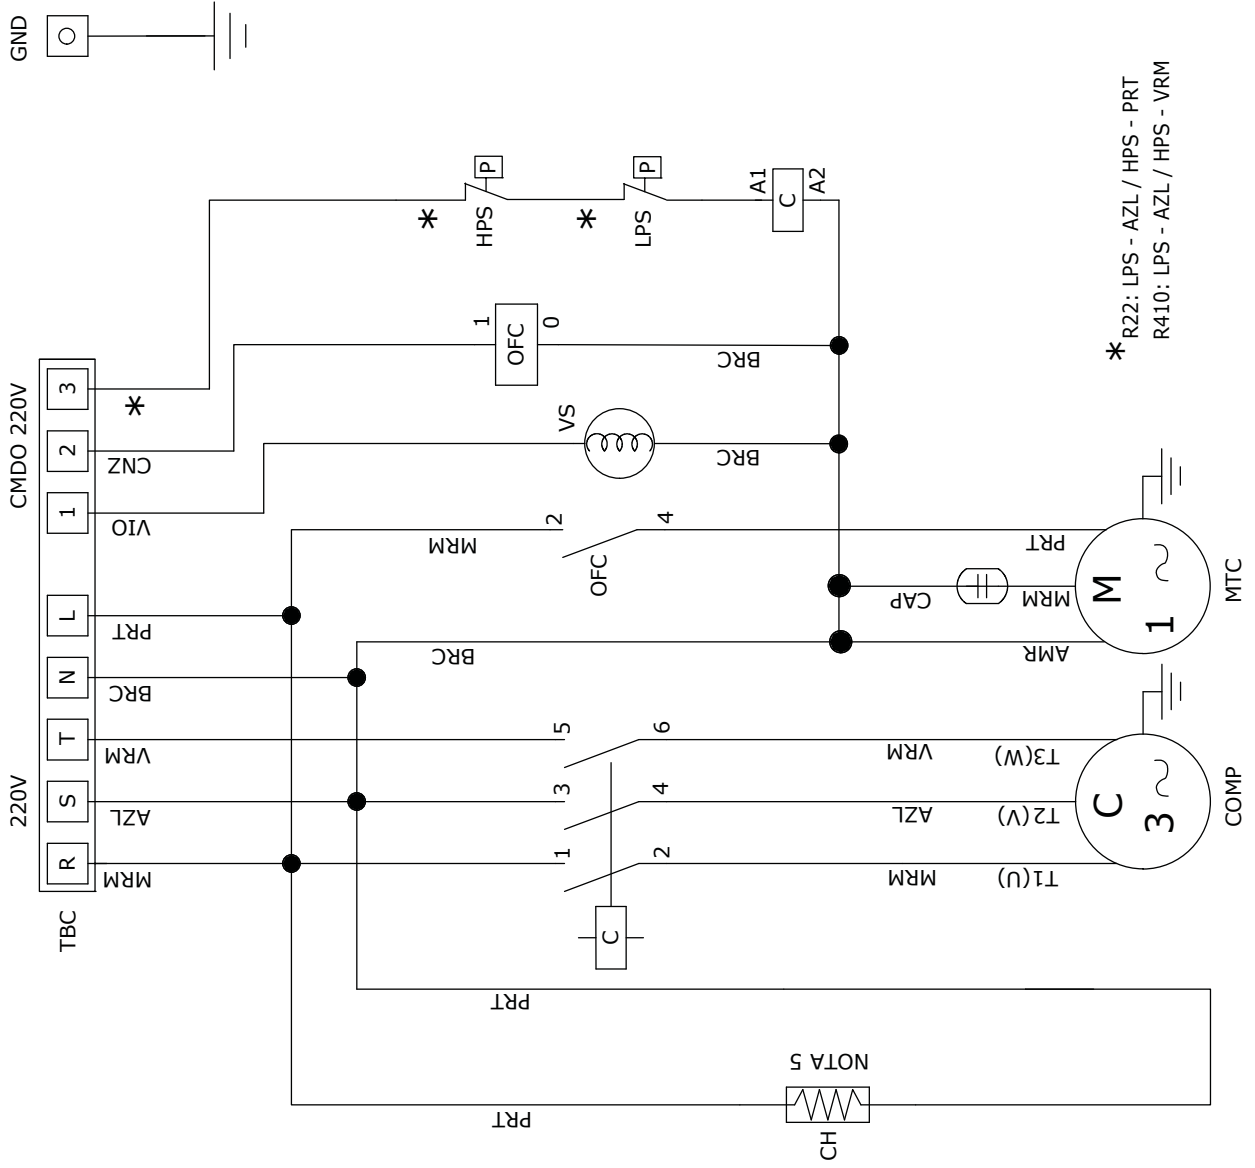 GND
CMDO 220V
220V
TBC
R
S
T
N
L
1
2
3
MRM
AZL
VRM
BRC
PRT
VIO
CNZ
*
*
HPS
P
*
LPS
P
A1
C
A2
1
OFC
0
BRC
VS
BRC
MRM
2
OFC
4
PRT
BRC
CAP
MRM
AMR
M
1
MTC
5
6
3
4
1
2
C
VRM
AZL
MRM
T3(W)
T2(V)
T1(U)
C
3
COMP
PRT
PRT
NOTA 5
CH
* R22: LPS - AZL / HPS - PRT
R410: LPS - AZL / HPS - VRM